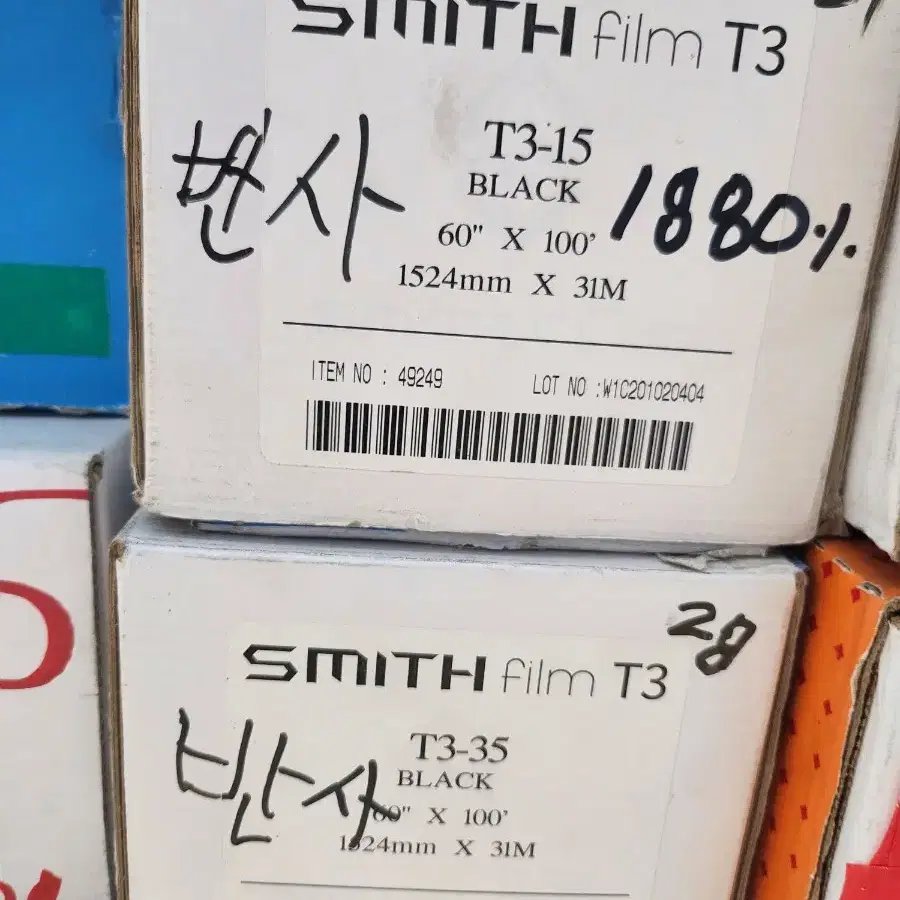 SMITH film T3
반사
T3-15
BLACK
1880%
60" X 100'
1524mm X 31M
ITEM NO : 49249
LOT NO :W1C201020404
28
SMITH film T3
반사
T3-35
BLACK
60" X 100'
1524mm X 31M